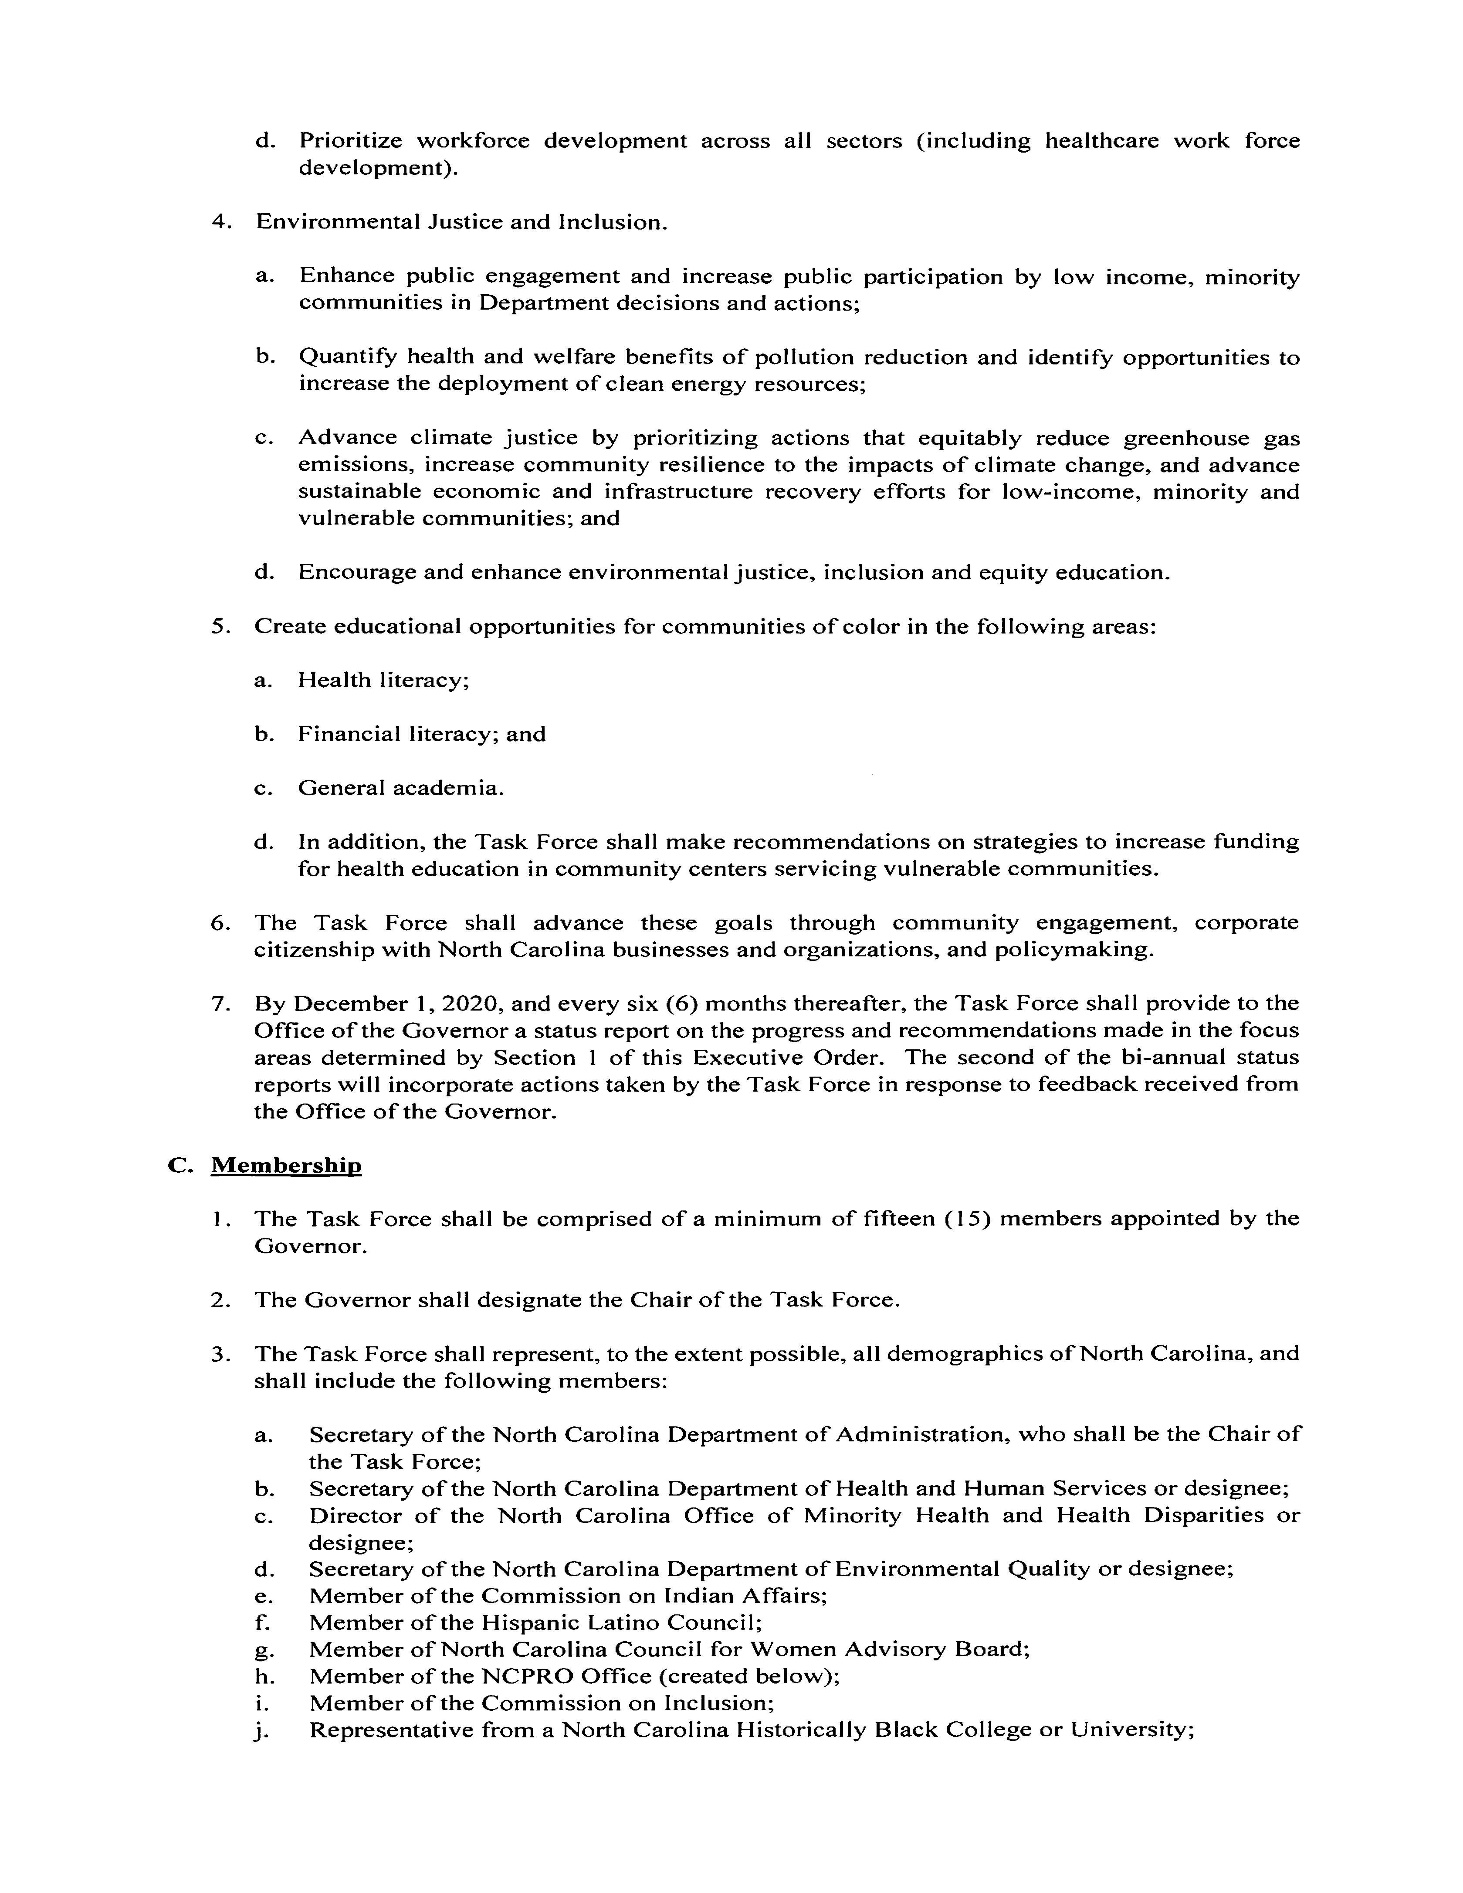 d. Prioritize workforce development across all sectors (including healthcare work force
development).
4. Environmental Justice and Inclusion.
a. Enhance public engagement and increase public participation by low income, minority
communities in Department decisions and actions;
b. Quantify health and welfare benefits of pollution reduction and identify opportunities to
increase the deployment of clean energy resources;
c. Advance climate justice by prioritizing actions that equitably reduce greenhouse gas
emissions, increase community resilience to the impacts of climate change, and advance
sustainable economic and infrastructure recovery efforts for low-income, minority and
vulnerable communities; and
d. Encourage and enhance environmental justice, inclusion and equity education.
5. Create educational opportunities for communities of color in the following areas:
a. Health literacy;
b. Financial literacy; and
c. General academia.
d. In addition, the Task Force shall make recommendations on strategies to increase funding
for health education in community centers servicing vulnerable communities.
6. The Task Force shall advance these goals through community engagement, corporate
citizenship with North Carolina businesses and organizations, and policymaking.
7. By December 1, 2020, and every six (6) months thereafter, the Task Force shall provide to the
Office of the Governor a status report on the progress and recommendations made in the focus
areas determined by Section 1 of this Executive Order. The second of the bi-annual status
reports will incorporate actions taken by the Task Force in response to feedback received from
the Office of the Governor.
C. Membership
1. The Task Force shall be comprised of a minimum of fifteen (15) members appointed by the
Governor.
2. The Governor shall designate the Chair of the Task Force.
3. The Task Force shall represent, to the extent possible, all demographics of North Carolina, and
shall include the following members:
a. Secretary of the North Carolina Department of Administration, who shall be the Chair of
the Task Force;
b. Secretary of the North Carolina Department of Health and Human Services or designee;
c. Director of the North Carolina Office of Minority Health and Health Disparities or
designee;
d. Secretary of the North Carolina Department of Environmental Quality or designee;
e. Member of the Commission on Indian Affairs;
f. Member of the Hispanic Latino Council;
g. Member of North Carolina Council for Women Advisory Board;
h. Member of the NCPRO Office (created below);
i. Member of the Commission on Inclusion;
j. Representative from a North Carolina Historically Black College or University;